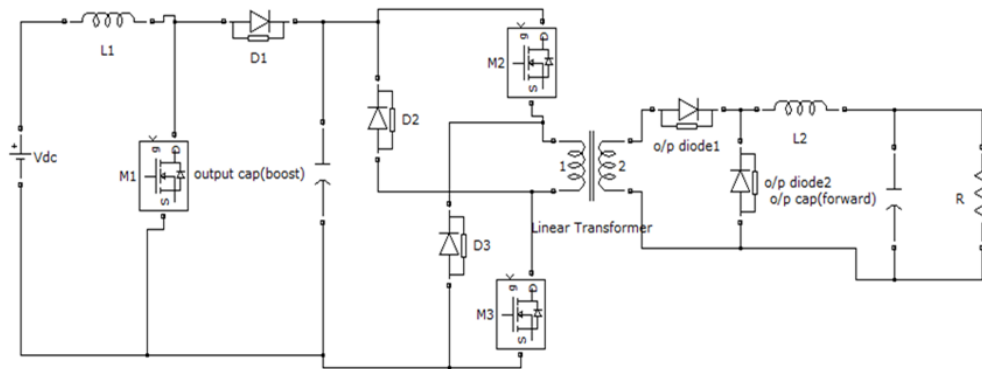 L1
D1
Vdc
+
M1
g
G
S
output cap(boost)
D2
M2
g
G
S
D3
M3
g
G
S
1
2
Linear Transformer
o/p diode1
o/p diode2
o/p cap(forward)
L2
R